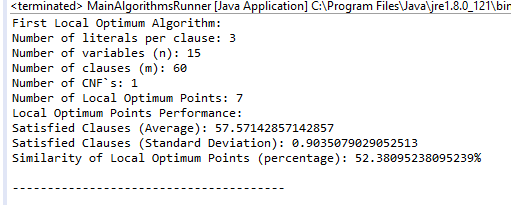 <terminated> MainAlgorithmsRunner [Java Application] C:\Program Files\Java\jre1.8.0_121\bin
First Local Optimum Algorithm:
Number of literals per clause: 3
Number of variables (n): 15
Number of clauses (m): 60
Number of CNF`s: 1
Number of Local Optimum Points: 7
Local Optimum Points Performance:
Satisfied Clauses (Average): 57.57142857142857
Satisfied Clauses (Standard Deviation): 0.9035079029052513
Similarity of Local Optimum Points (percentage): 52.38095238095239%
----------------------------------------